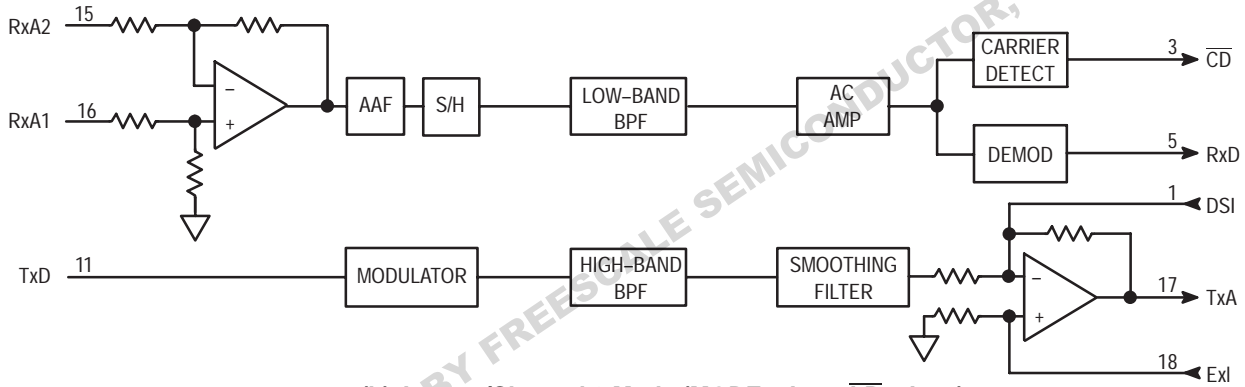 RxA2
15
RxA1
16
–
+
AAF
S/H
LOW–BAND
BPF
AC
AMP
CARRIER
DETECT
3
CD
DEMOD
5
RxD
1
DSI
TxD
11
MODULATOR
HIGH–BAND
BPF
SMOOTHING
FILTER
–
+
17
TxA
18
ExI
BY FREESCALE SEMICONDUCTOR,